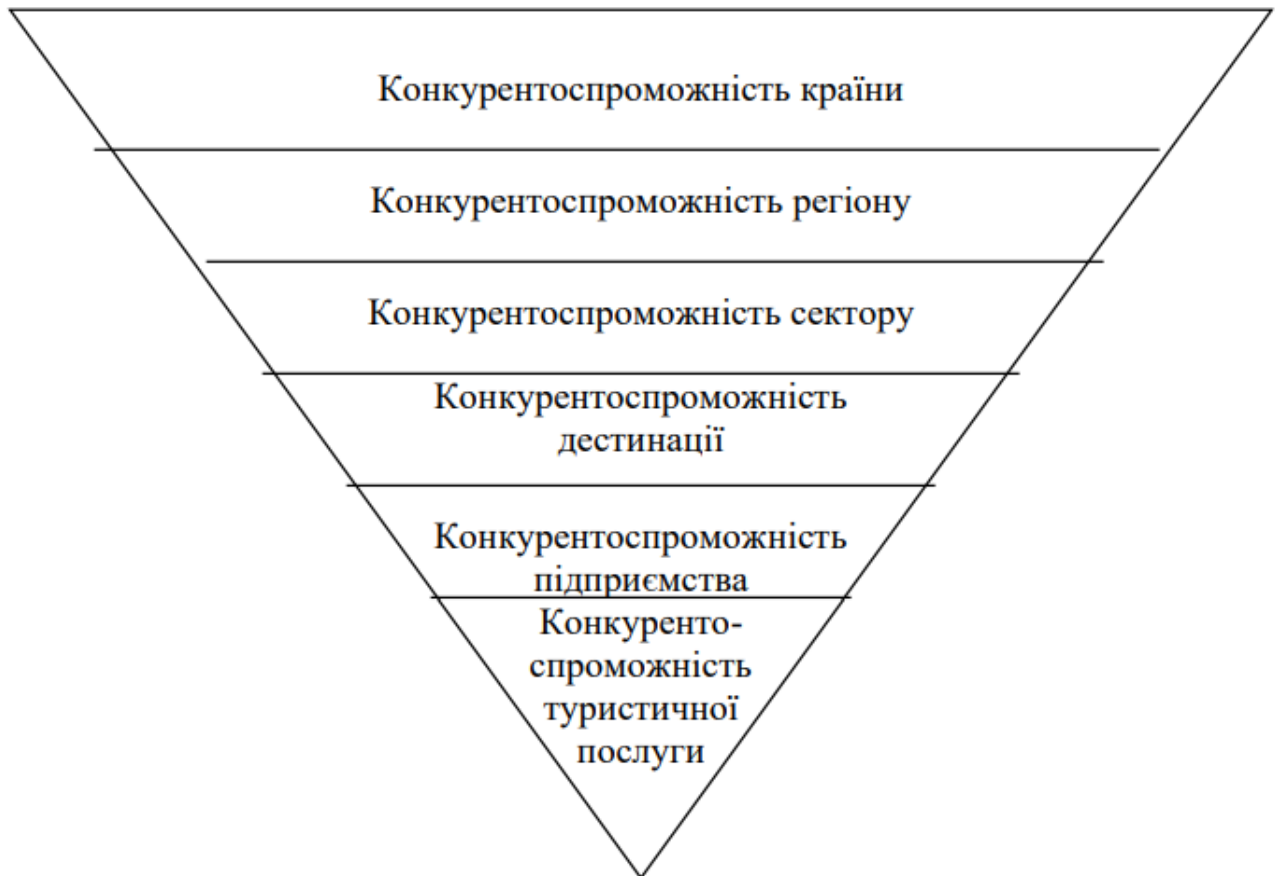 Конкурентоспроможність країни
Конкурентоспроможність регіону
Конкурентоспроможність сектору
Конкурентоспроможність
дестинації
Конкурентоспроможність
підприємства
Конкуренто-
спроможність
туристичної
послуги